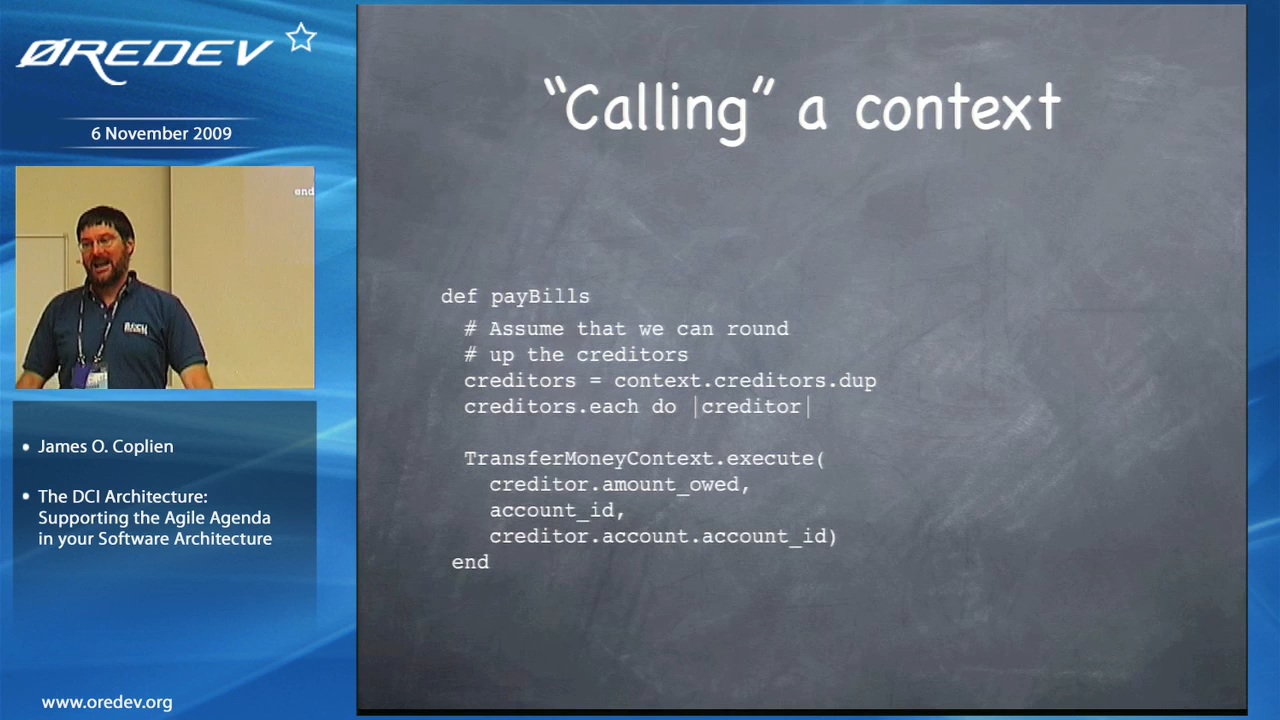 ØREDEV
6 November 2009
end
• James O. Coplien
• The DCI Architecture:
Supporting the Agile Agenda
in your Software Architecture
www.oredev.org
“Calling” a context
def payBills
# Assume that we can round
# up the creditors
creditors = context.creditors.dup
creditors.each do |creditor|
TransferMoneyContext.execute(
creditor.amount_owed,
account_id,
creditor.account.account_id)
end